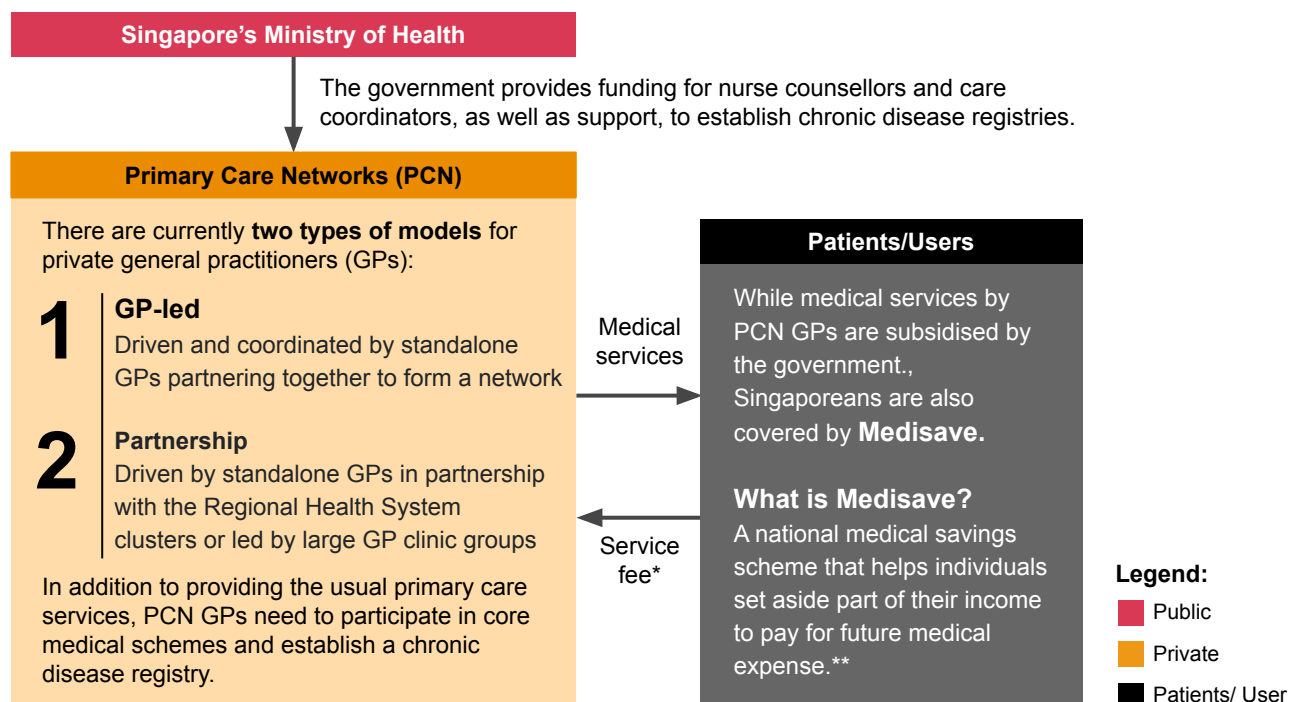 Singapore's Ministry of Health
The government provides funding for nurse counsellors and care
coordinators, as well as support, to establish chronic disease registries.
Primary Care Networks (PCN)
There are currently two types of models for
private general practitioners (GPs):
1
GP-led
Driven and coordinated by standalone
GPs partnering together to form a network
2
Partnership
Driven by standalone GPs in partnership
with the Regional Health System
clusters or led by large GP clinic groups
In addition to providing the usual primary care
services, PCN GPs need to participate in core
medical schemes and establish a chronic
disease registry.
Medical
services
Service
fee*
Patients/Users
While medical services by
PCN GPs are subsidised by
the government.,
Singaporeans are also
covered by Medisave.
What is Medisave?
A national medical savings
scheme that helps individuals
set aside part of their income
to pay for future medical
expense.**
Legend:
Public
Private
Patients/ User